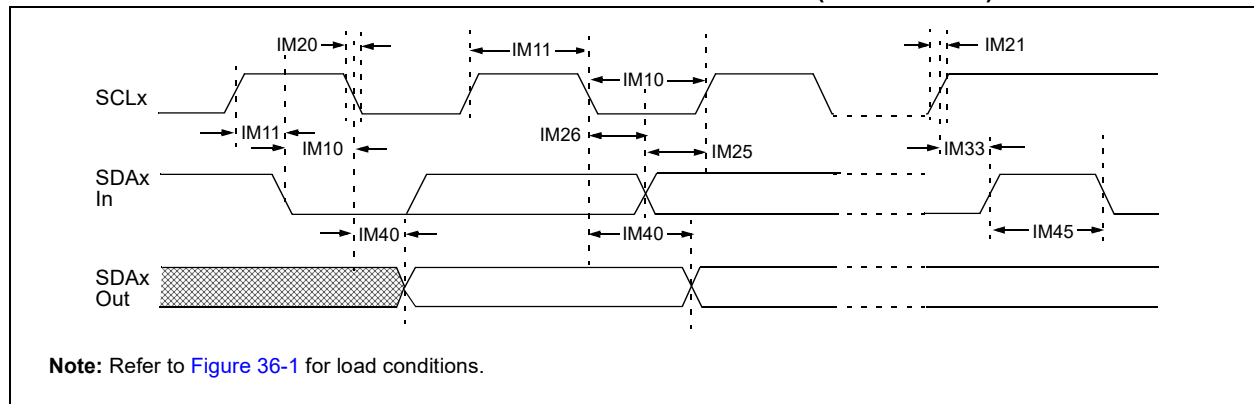 IM20
IM11
IM21
IM10
SCLx
IM11
IM26
IM10
IM25
IM33
SDAx
In
IM40
IM40
IM45
SDAx
Out
Note: Refer to Figure 36-1 for load conditions.